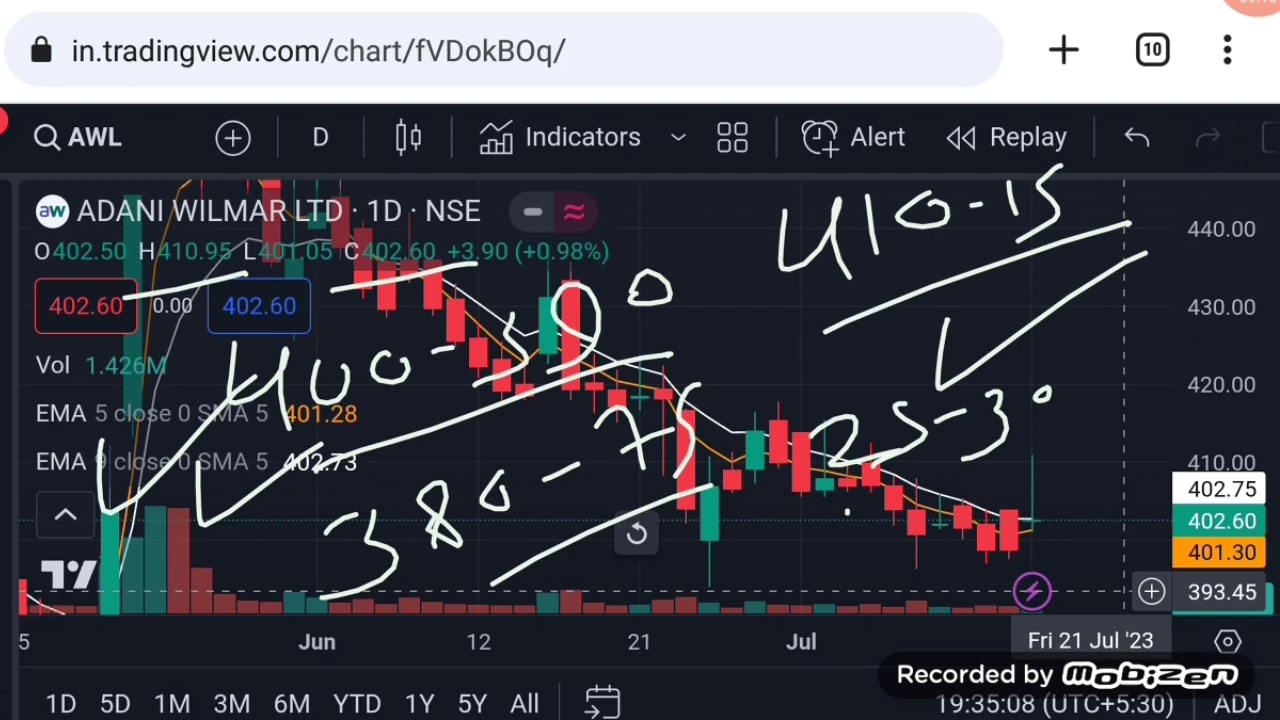 09:18
in.tradingview.com/chart/fVDokBOq/
10
AWL
D
Indicators
Alert
Replay
aw ADANI WILMAR LTD · 1D · NSE
O402.50 H410.95 L401.05 C402.60 +3.90 (+0.98%)
402.60 0.00 402.60
Vol 1.426M
EMA 5 close 0 SMA 5 401.28
EMA 9 close 0 SMA 5 402.73
410-15
400-390
25-30
380-75
440.00
430.00
420.00
410.00
402.75
402.60
401.30
393.45
5 Jun 12 21 Jul Fri 21 Jul '23
Recorded by Mobizen
1D 5D 1M 3M 6M YTD 1Y 5Y All 19:35:08 (UTC+5:30) ADJ